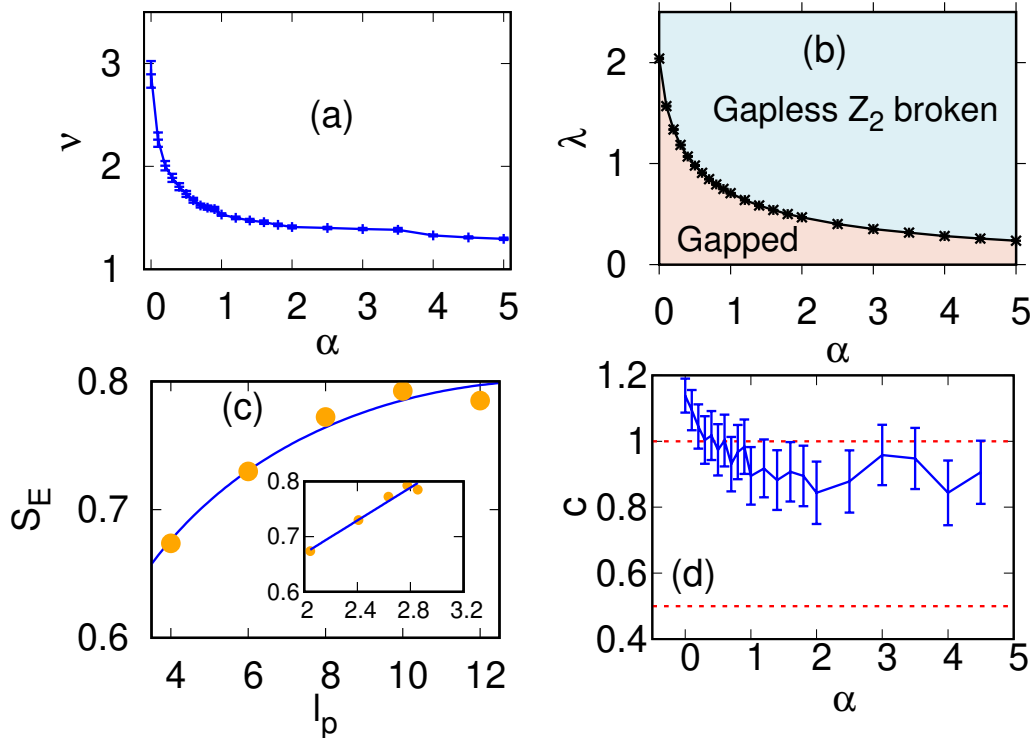 3
2
1
ν
(a)
0 1 2 3 4 5
α
2
1
0
λ
(b)
Gapless Z2 broken
Gapped
0 1 2 3 4 5
α
0.8
0.7
0.6
S_E
(c)
0.8
0.7
0.6
2 2.4 2.8 3.2
4 6 8 10 12
l_p
1.2
1
0.8
0.6
0.4
c
(d)
0 1 2 3 4 5
α